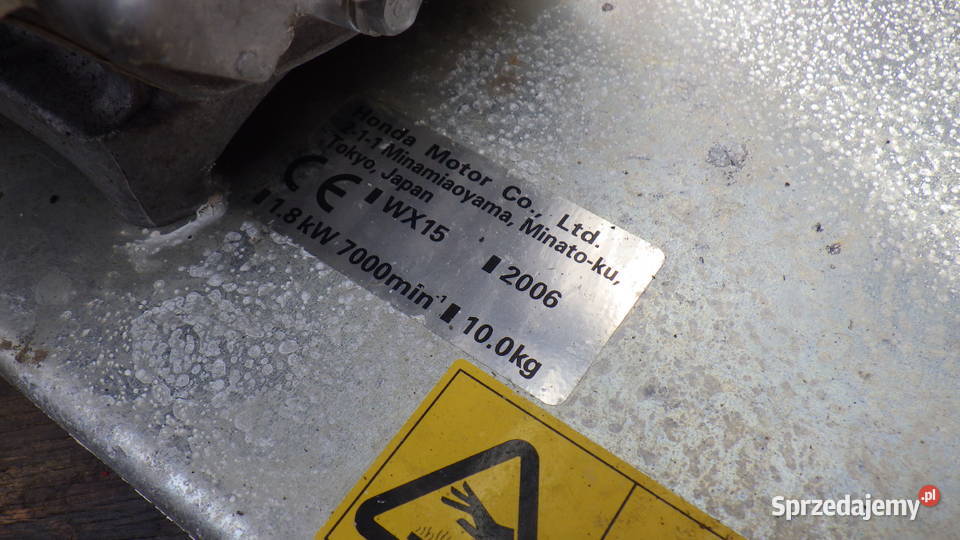 Honda Motor Co., Ltd.
2-1-1 Minamiaoyama, Minato-ku,
Tokyo, Japan
CE WX15 2006
1.8 kW 7000min⁻¹ 10.0kg
Sprzedajemy.pl